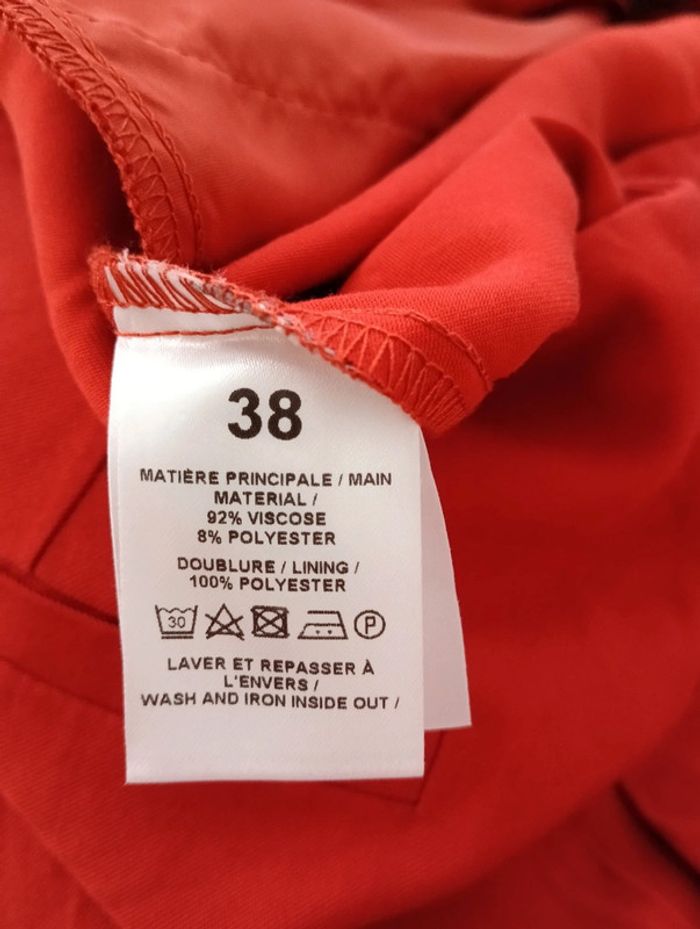 38
MATIÈRE PRINCIPALE / MAIN
MATERIAL /
92% VISCOSE
8% POLYESTER
DOUBLURE / LINING /
100% POLYESTER
30 P
LAVER ET REPASSER À
L'ENVERS /
WASH AND IRON INSIDE OUT /